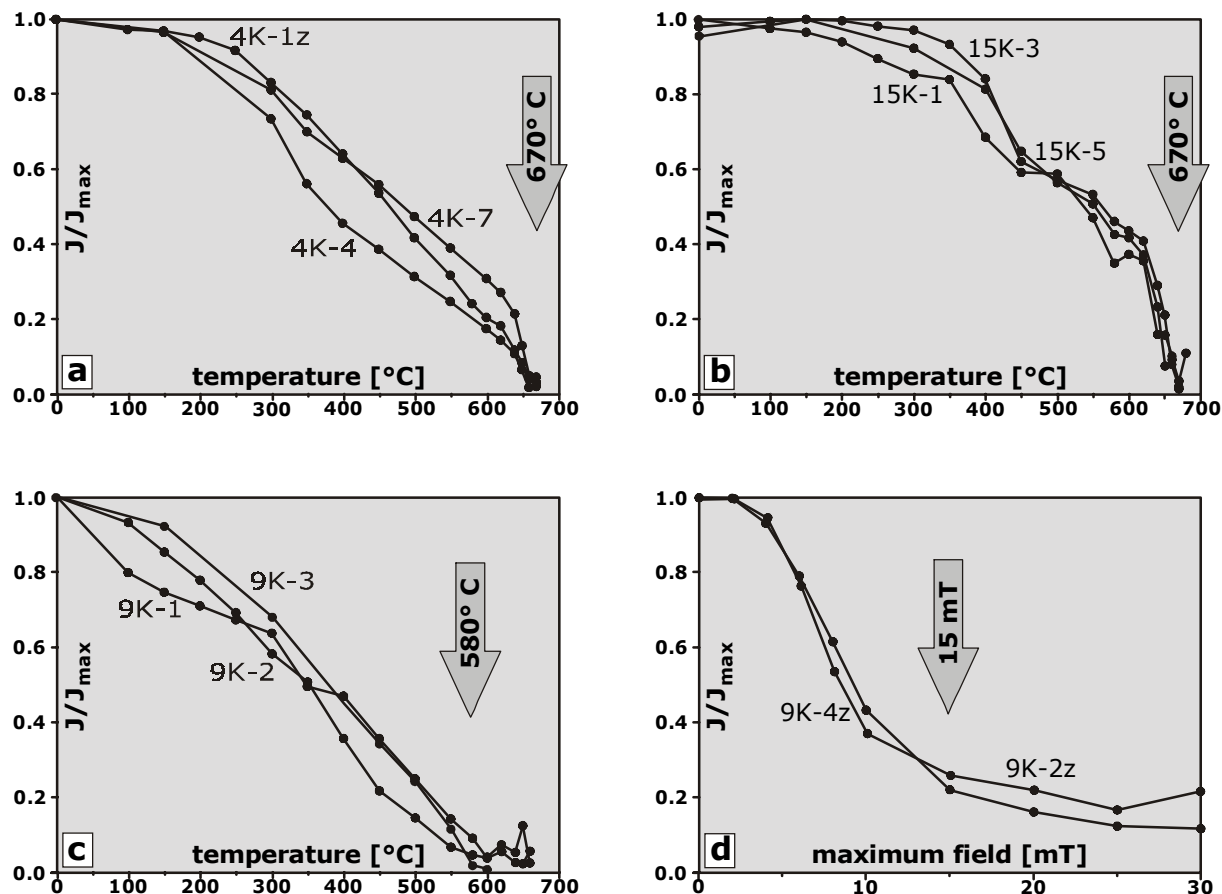 1.0
0.8
0.6
0.4
0.2
0.0
J/Jmax
4K-1z
4K-7
4K-4
670° C
a
temperature [°C]
0 100 200 300 400 500 600 700
1.0
0.8
0.6
0.4
0.2
0.0
J/Jmax
15K-3
15K-1
15K-5
670° C
b
temperature [°C]
0 100 200 300 400 500 600 700
1.0
0.8
0.6
0.4
0.2
0.0
J/Jmax
9K-3
9K-1
9K-2
580° C
c
temperature [°C]
0 100 200 300 400 500 600 700
1.0
0.8
0.6
0.4
0.2
0.0
J/Jmax
15 mT
9K-4z
9K-2z
d
maximum field [mT]
0 10 20 30